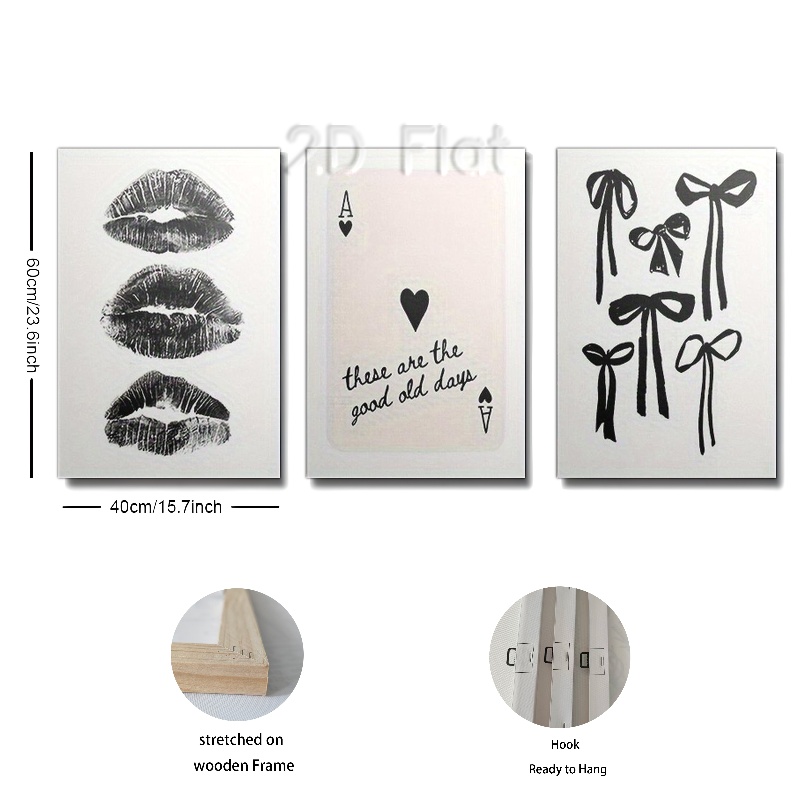 2.D Flat
A
these are the
good old days
A
60cm/23.6inch
40cm/15.7inch
stretched on
wooden Frame
Hook
Ready to Hang